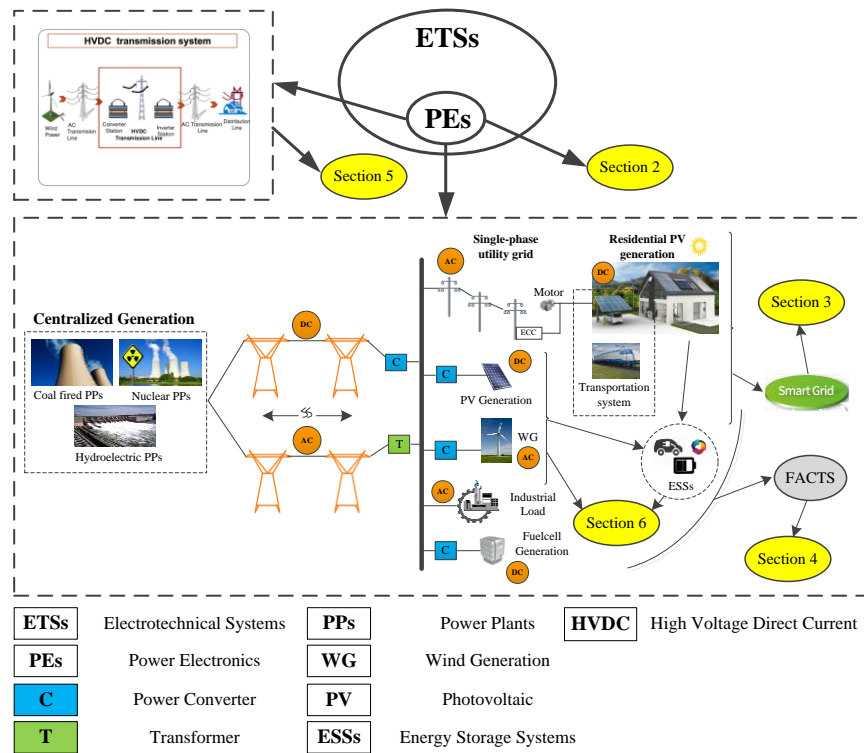 HVDC transmission system
Wind
Power
AC
Transmision
Line
Converter
Station
HVDC
Transmission Line
Inverter
Station
AC Transmission
Line
Distribution
Line
ETSs
PEs
Section 5
Section 2
Centralized Generation
Coal fired PPs
Nuclear PPs
Hydroelectric PPs
DC
AC
C
T
Single-phase
utility grid
AC
ECC
Motor
Residential PV
generation
DC
Transportation
system
C
DC
PV Generation
C
WG
AC
AC
Industrial
Load
C
Fuelcell
Generation
DC
ESSs
Section 6
Section 3
Smart Grid
FACTS
Section 4
ETSs Electrotechnical Systems PPs Power Plants HVDC High Voltage Direct Current
PEs Power Electronics WG Wind Generation
C Power Converter PV Photovoltaic
T Transformer ESSs Energy Storage Systems